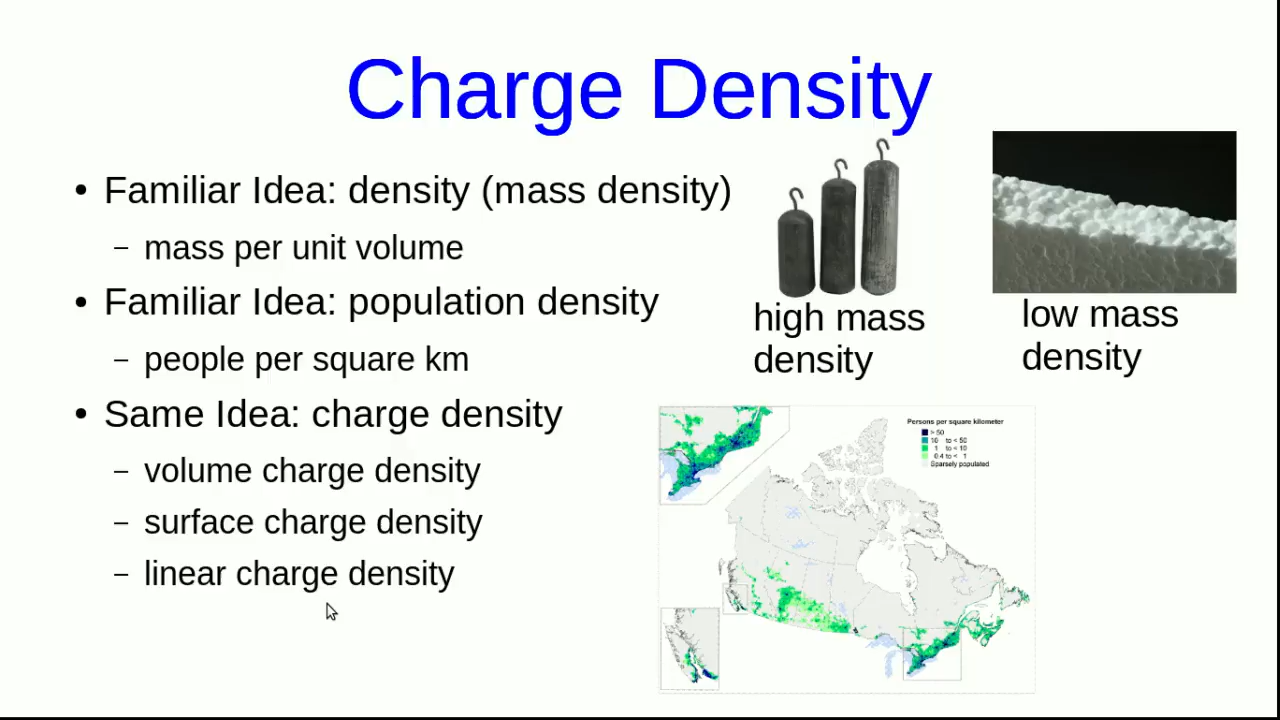 Charge Density
• Familiar Idea: density (mass density)
– mass per unit volume
• Familiar Idea: population density
– people per square km
• Same Idea: charge density
– volume charge density
– surface charge density
– linear charge density
high mass
density
low mass
density
Persons per square kilometer
> 50
10 to < 50
1 to < 10
0.4 to < 1
Sparsely populated